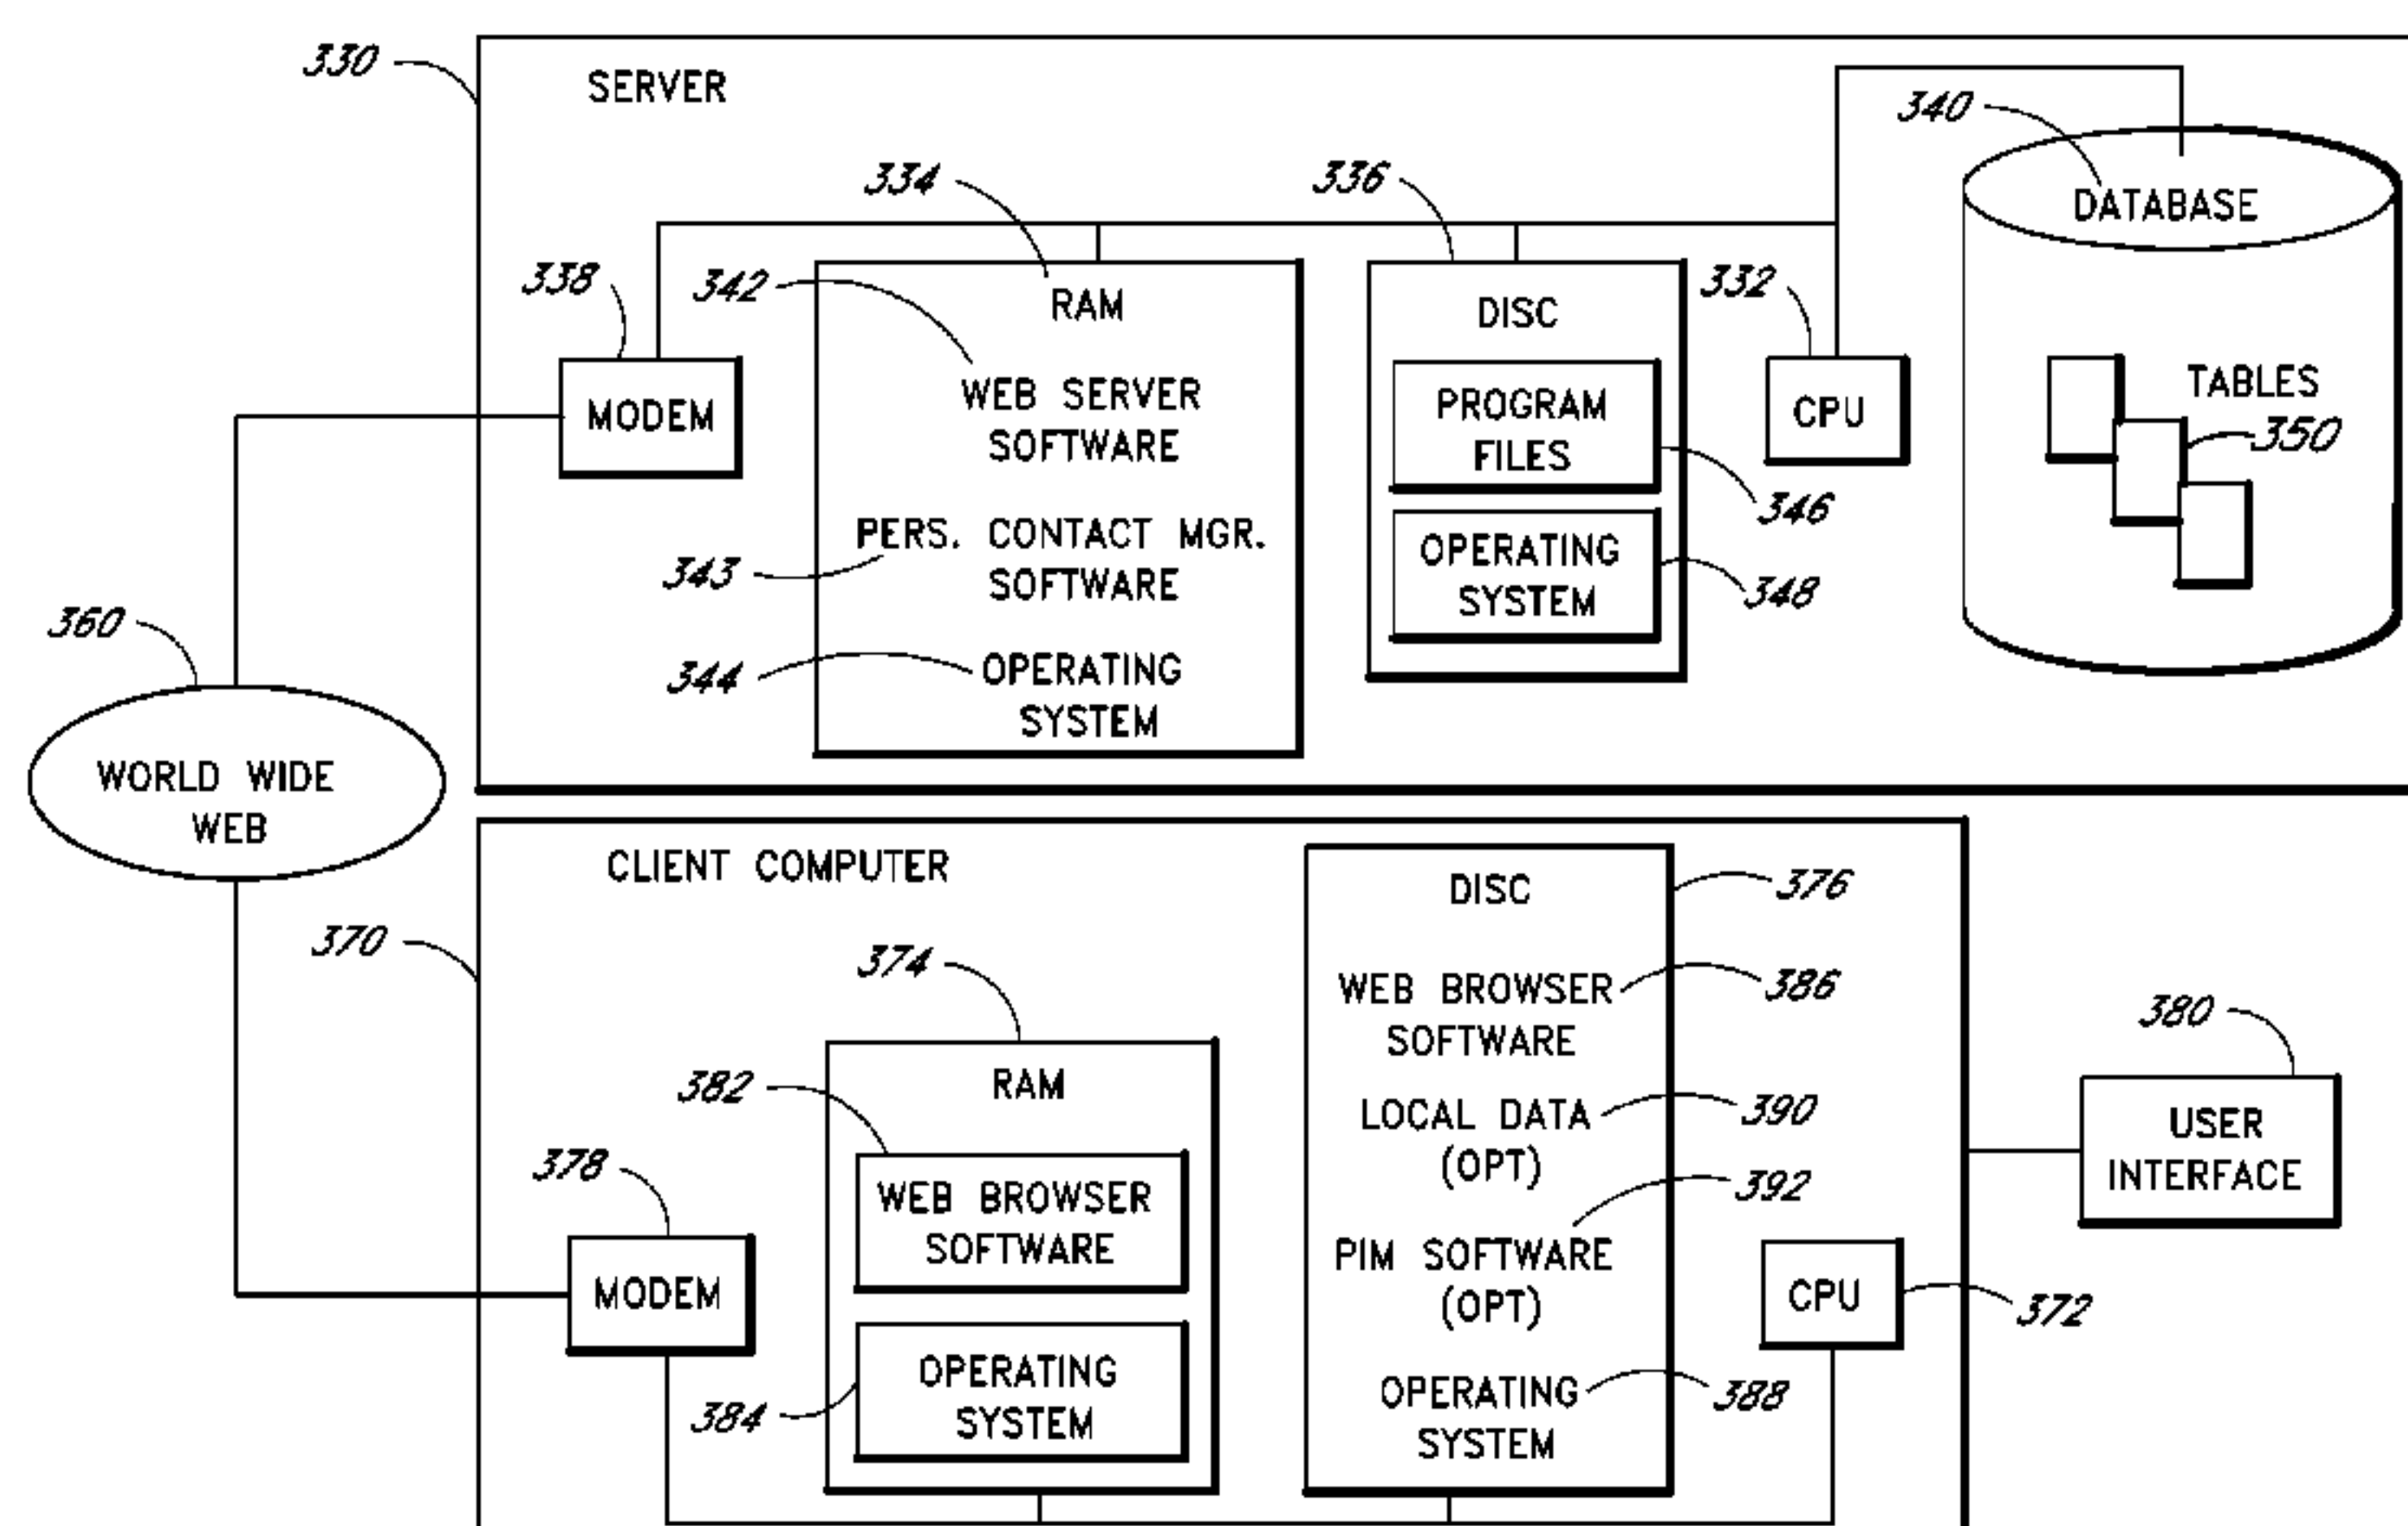 330
SERVER
340
DATABASE
334
336
338
342
RAM
DISC
332
MODEM
WEB SERVER
SOFTWARE
PROGRAM
FILES
CPU
TABLES
350
346
PERS. CONTACT MGR.
SOFTWARE
343
OPERATING
SYSTEM
348
344
OPERATING
SYSTEM
360
WORLD WIDE
WEB
CLIENT COMPUTER
370
DISC
376
374
WEB BROWSER
SOFTWARE
386
380
RAM
382
LOCAL DATA
(OPT)
390
USER
INTERFACE
378
WEB BROWSER
SOFTWARE
392
PIM SOFTWARE
(OPT)
MODEM
CPU
372
OPERATING
SYSTEM
384
OPERATING
SYSTEM
388